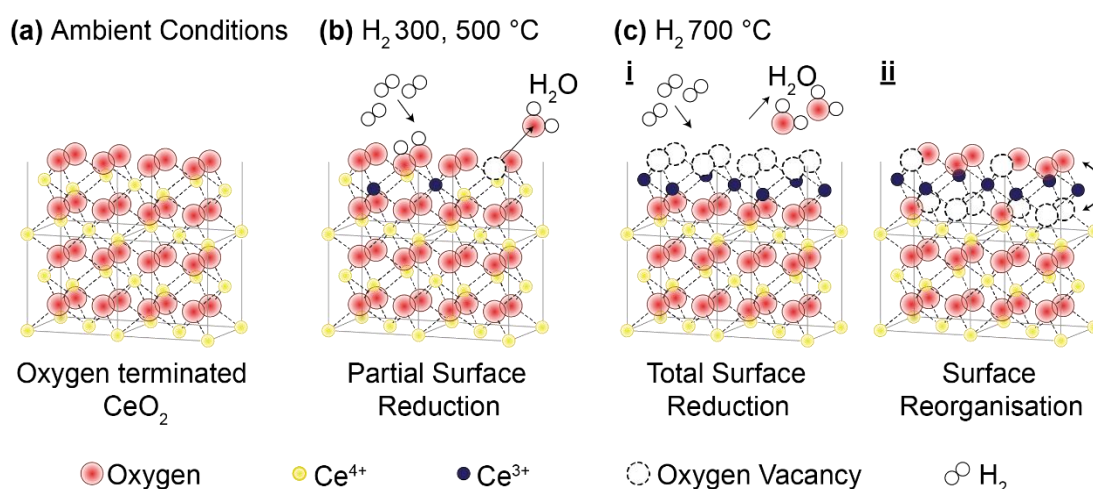 (a) Ambient Conditions
(b) H₂ 300, 500 °C
(c) H₂ 700 °C
H₂O
i
H₂O
ii
Oxygen terminated
CeO₂
Partial Surface
Reduction
Total Surface
Reduction
Surface
Reorganisation
Oxygen
Ce⁴⁺
Ce³⁺
Oxygen Vacancy
H₂